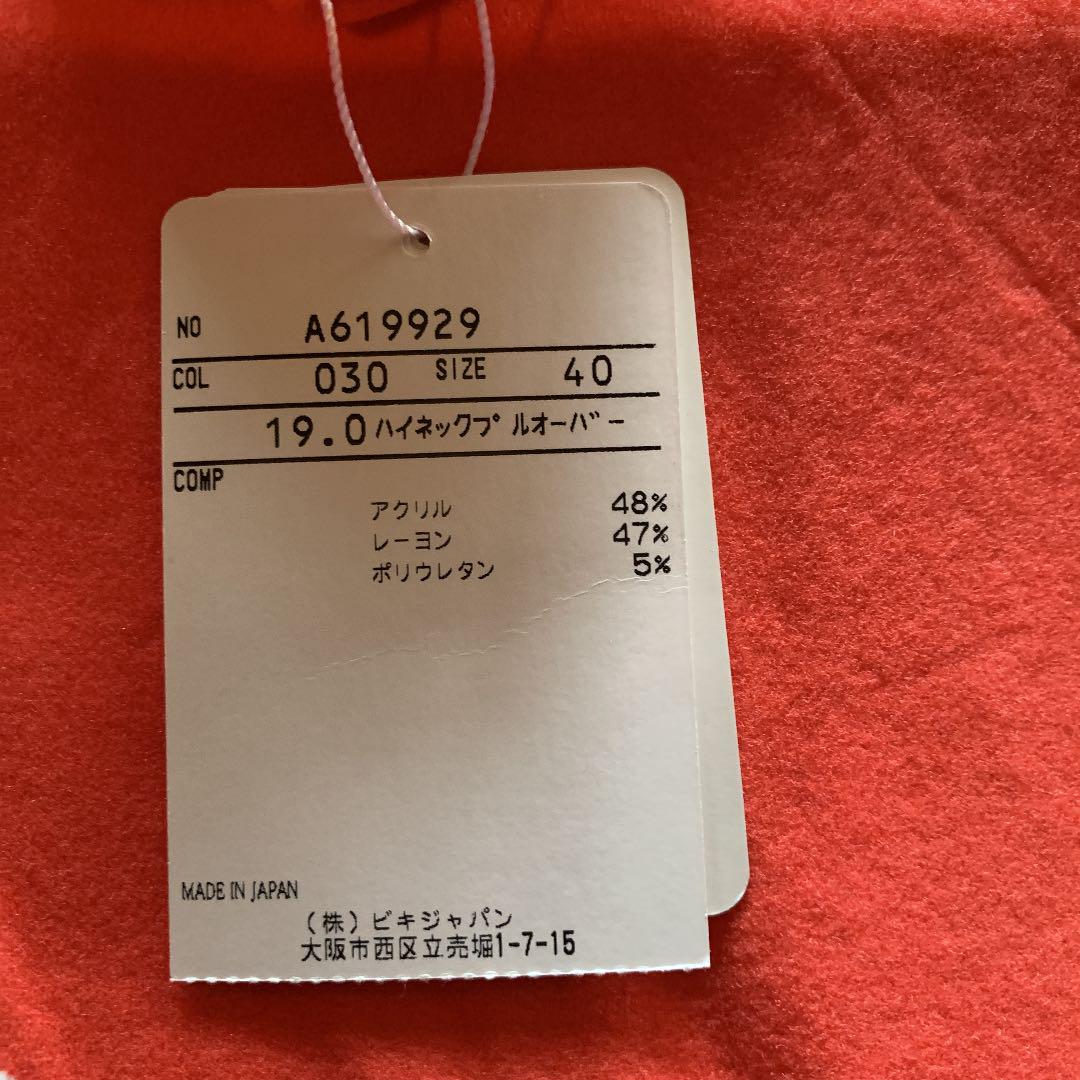 NO A619929
COL 030 SIZE 40
19.0 ハイネックプルオーバー
COMP
アクリル 48%
レーヨン 47%
ポリウレタン 5%
MADE IN JAPAN
(株)ビキジャパン
大阪市西区立売堀1-7-15